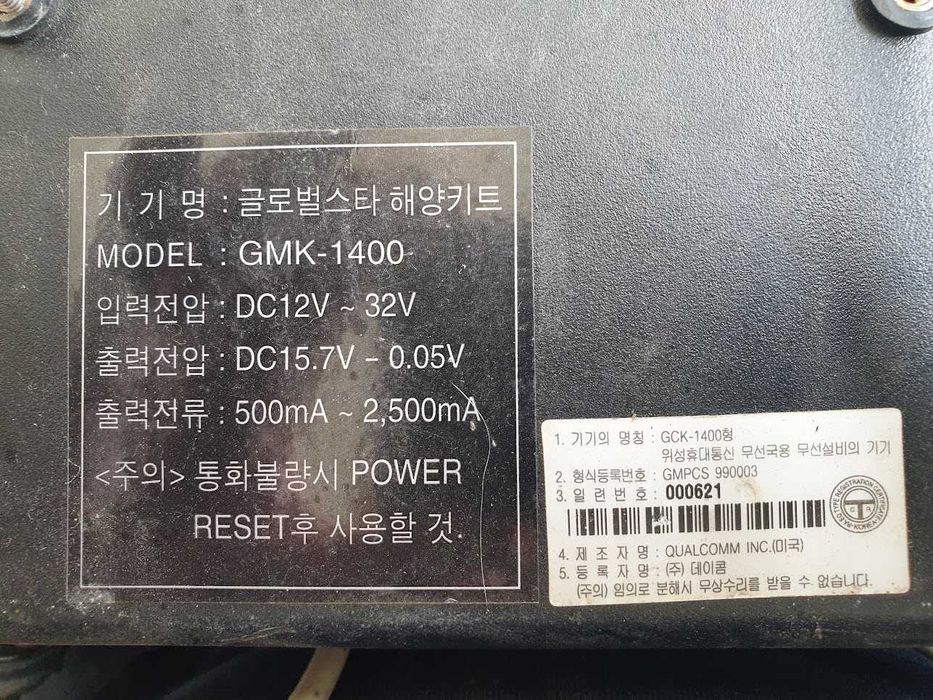 기 기 명 : 글로벌스타 해양키트
MODEL : GMK-1400
입력전압 : DC12V ~ 32V
출력전압 : DC15.7V - 0.05V
출력전류 : 500mA ~ 2,500mA
<주의> 통화불량시 POWER
RESET후 사용할 것.
1. 기기의 명칭 : GCK-1400형
위성휴대통신 무선국용 무선설비의 기기
2. 형식등록번호 : GMPCS 990003
3. 일 련 번 호 : 000621
4. 제 조 자 명 : QUALCOMM INC.(미국)
5. 등 록 자 명 : (주) 데이콤
(주의) 임의로 분해시 무상수리를 받을 수 없습니다.